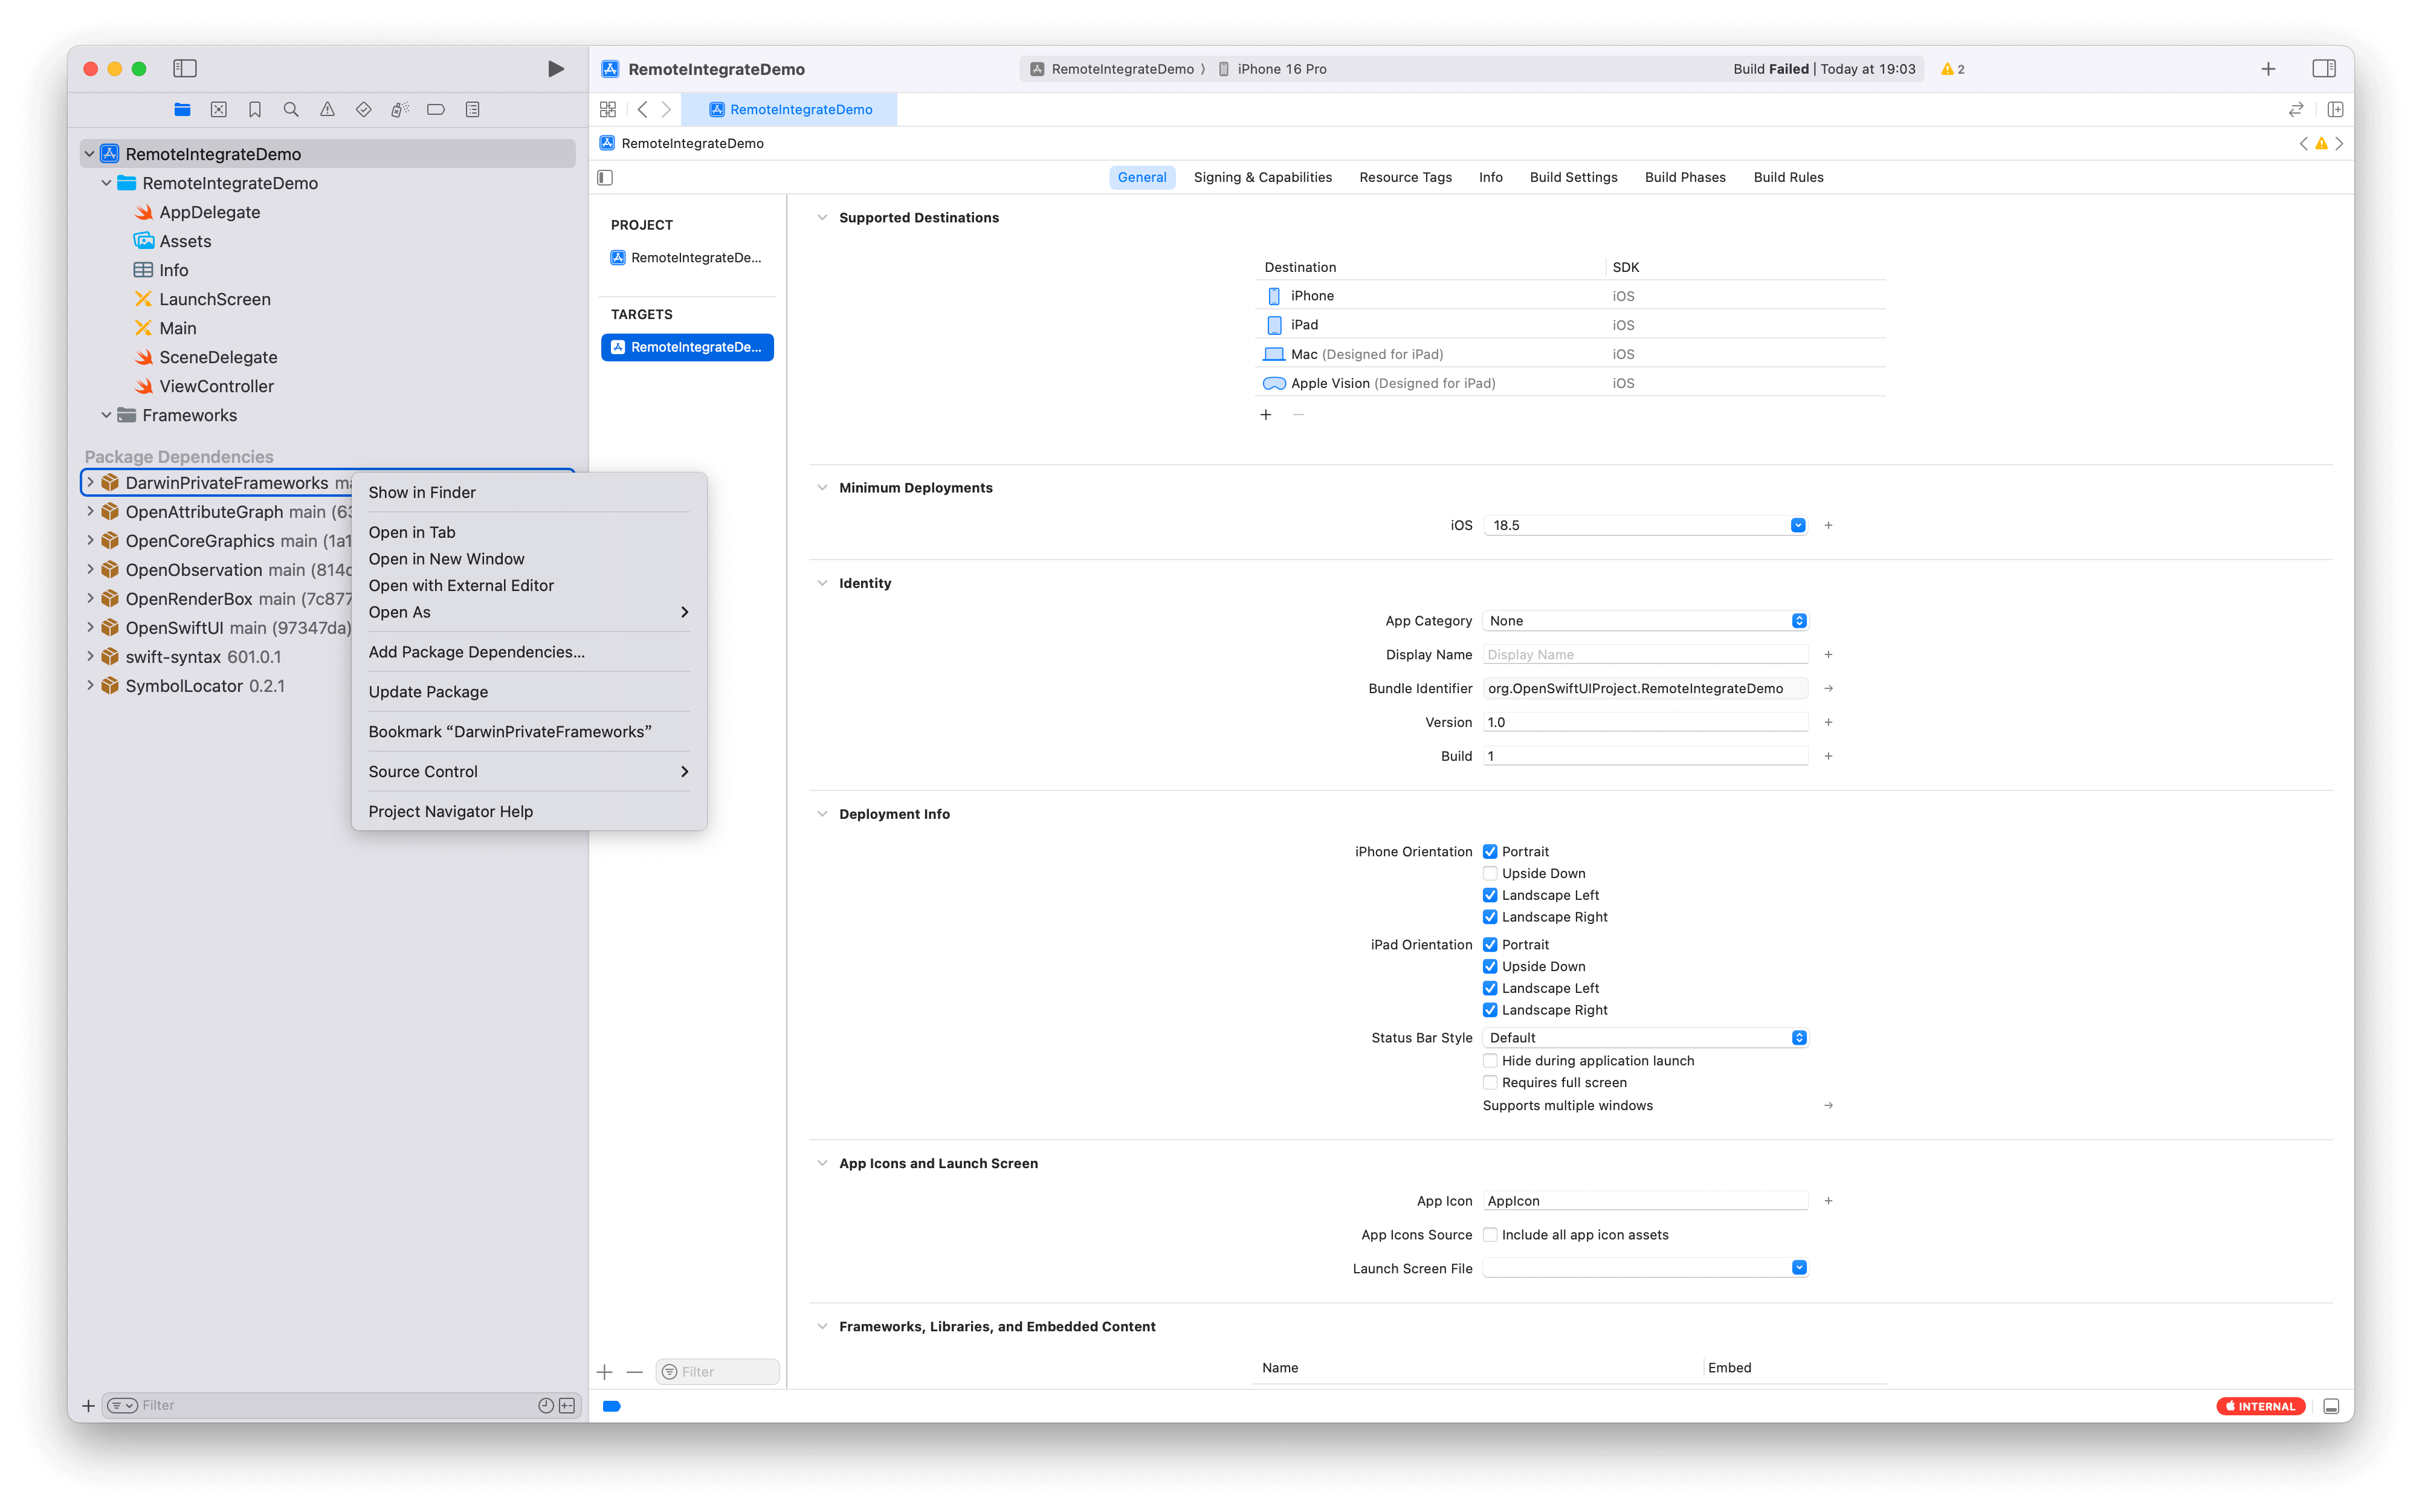 RemoteIntegrateDemo
RemoteIntegrateDemo 〉 iPhone 16 Pro
Build Failed | Today at 19:03
2
RemoteIntegrateDemo
RemoteIntegrateDemo
General
Signing & Capabilities
Resource Tags
Info
Build Settings
Build Phases
Build Rules
RemoteIntegrateDemo
RemoteIntegrateDemo
AppDelegate
Assets
Info
LaunchScreen
Main
SceneDelegate
ViewController
Frameworks
Package Dependencies
DarwinPrivateFrameworks
OpenAttributeGraph main (63
OpenCoreGraphics main (1a1
OpenObservation main (814c
OpenRenderBox main (7c877
OpenSwiftUI main (97347da)
swift-syntax 601.0.1
SymbolLocator 0.2.1
Show in Finder
Open in Tab
Open in New Window
Open with External Editor
Open As
Add Package Dependencies...
Update Package
Bookmark “DarwinPrivateFrameworks”
Source Control
Project Navigator Help
Filter
PROJECT
RemoteIntegrateDe...
TARGETS
RemoteIntegrateDe...
Filter
Supported Destinations
Destination SDK
iPhone iOS
iPad iOS
Mac (Designed for iPad) iOS
Apple Vision (Designed for iPad) iOS
Minimum Deployments
iOS 18.5
Identity
App Category None
Display Name Display Name
Bundle Identifier org.OpenSwiftUIProject.RemoteIntegrateDemo
Version 1.0
Build 1
Deployment Info
iPhone Orientation Portrait
Upside Down
Landscape Left
Landscape Right
iPad Orientation Portrait
Upside Down
Landscape Left
Landscape Right
Status Bar Style Default
Hide during application launch
Requires full screen
Supports multiple windows
App Icons and Launch Screen
App Icon AppIcon
App Icons Source Include all app icon assets
Launch Screen File
Frameworks, Libraries, and Embedded Content
Name Embed
INTERNAL